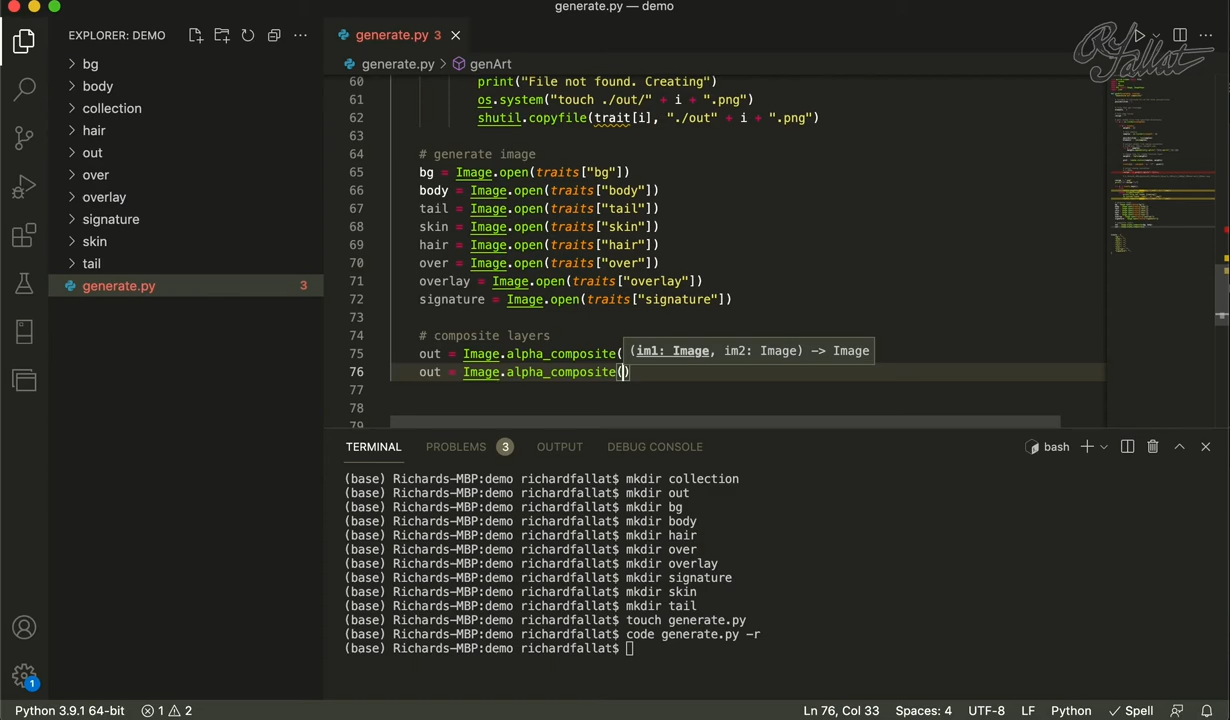 generate.py — demo
EXPLORER: DEMO
bg
body
collection
hair
out
over
overlay
signature
skin
tail
generate.py 3
generate.py 3
generate.py > genArt
RJ Fallat
60 print("File not found. Creating")
61 os.system("touch ./out/" + i + ".png")
62 shutil.copyfile(trait[i], "./out" + i + ".png")
63
64 # generate image
65 bg = Image.open(traits["bg"])
66 body = Image.open(traits["body"])
67 tail = Image.open(traits["tail"])
68 skin = Image.open(traits["skin"])
69 hair = Image.open(traits["hair"])
70 over = Image.open(traits["over"])
71 overlay = Image.open(traits["overlay"])
72 signature = Image.open(traits["signature"])
73
74 # composite layers
75 out = Image.alpha_composite(
(im1: Image, im2: Image) -> Image
76 out = Image.alpha_composite()
77
78
79
TERMINAL PROBLEMS 3 OUTPUT DEBUG CONSOLE bash
(base) Richards-MBP:demo richardfallat$ mkdir collection
(base) Richards-MBP:demo richardfallat$ mkdir out
(base) Richards-MBP:demo richardfallat$ mkdir bg
(base) Richards-MBP:demo richardfallat$ mkdir body
(base) Richards-MBP:demo richardfallat$ mkdir hair
(base) Richards-MBP:demo richardfallat$ mkdir over
(base) Richards-MBP:demo richardfallat$ mkdir overlay
(base) Richards-MBP:demo richardfallat$ mkdir signature
(base) Richards-MBP:demo richardfallat$ mkdir skin
(base) Richards-MBP:demo richardfallat$ mkdir tail
(base) Richards-MBP:demo richardfallat$ touch generate.py
(base) Richards-MBP:demo richardfallat$ code generate.py -r
(base) Richards-MBP:demo richardfallat$
1
Python 3.9.1 64-bit 1 2 Ln 76, Col 33 Spaces: 4 UTF-8 LF Python Spell